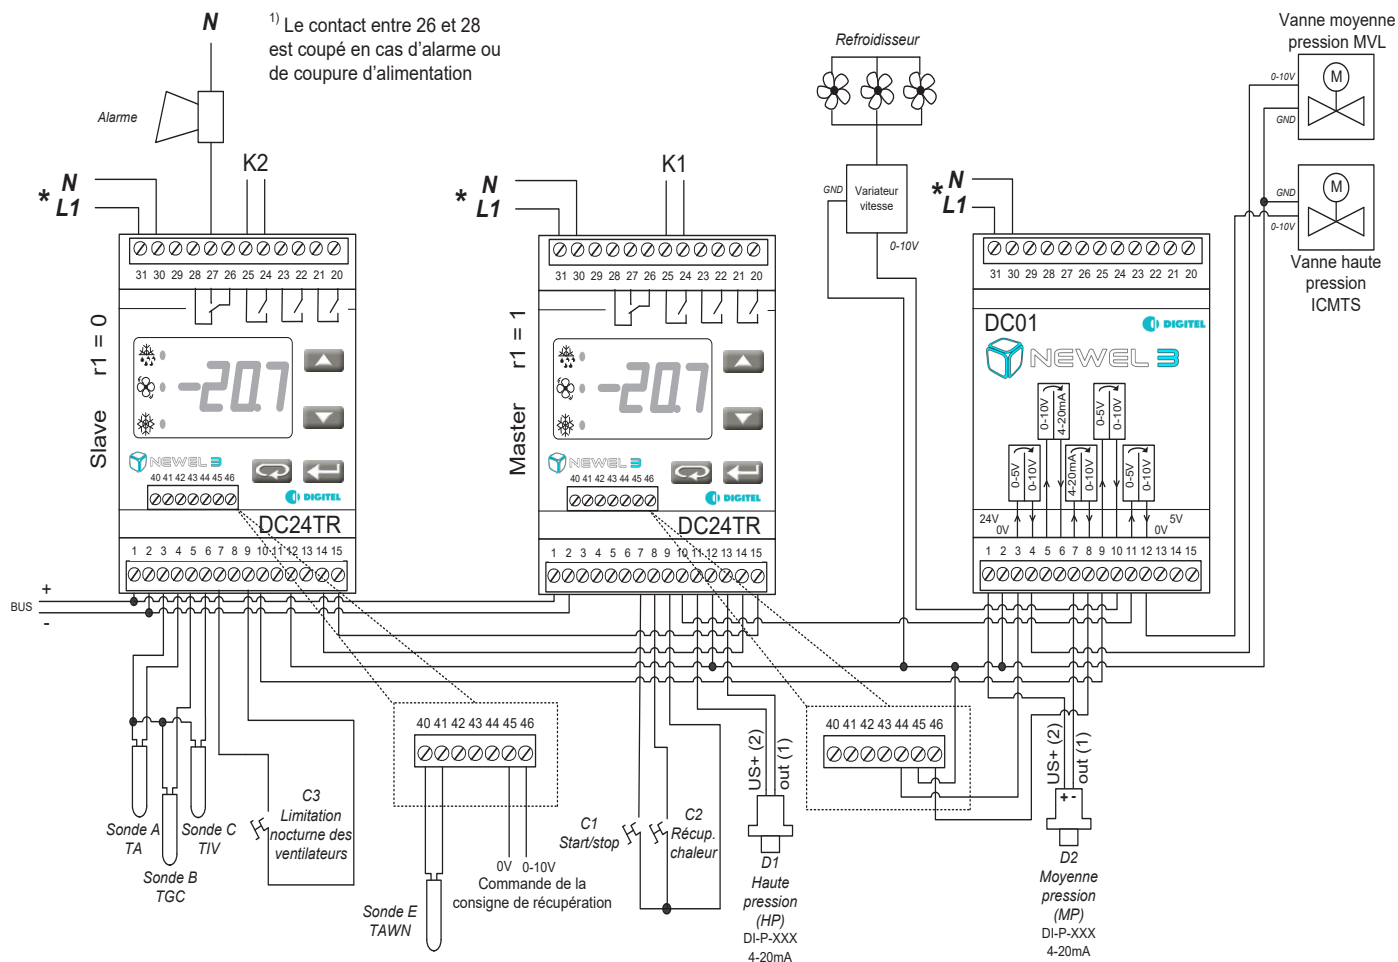 N
1) Le contact entre 26 et 28
est coupé en cas d'alarme ou
de coupure d'alimentation
Alarme
* N
L1
K2
31 30 29 28 27 26 25 24 23 22 21 20
Slave r1 = 0
-20.7
NEWEL 3
40 41 42 43 44 45 46
DIGITEL
DC24TR
1 2 3 4 5 6 7 8 9 10 11 12 13 14 15
+
BUS
-
* N
L1
K1
31 30 29 28 27 26 25 24 23 22 21 20
Master r1 = 1
-20.7
NEWEL 3
40 41 42 43 44 45 46
DIGITEL
DC24TR
1 2 3 4 5 6 7 8 9 10 11 12 13 14 15
Refroidisseur
GND
Variateur
vitesse
0-10V
* N
L1
31 30 29 28 27 26 25 24 23 22 21 20
DC01
DIGITEL
NEWEL 3
0-10V
4-20mA
0-5V
0-10V
0-5V
0-10V
4-20mA
0-10V
0-5V
0-10V
24V
0V
5V
0V
1 2 3 4 5 6 7 8 9 10 11 12 13 14 15
Vanne moyenne
pression MVL
0-10V
M
GND
GND
M
0-10V
Vanne haute
pression
ICMTS
Sonde A
TA
Sonde B
TGC
Sonde C
TIV
C3
Limitation
nocturne des
ventilateurs
40 41 42 43 44 45 46
Sonde E
TAWN
0V
0-10V
Commande de la
consigne de récupération
C1
Start/stop
C2
Récup.
chaleur
US+ (2)
out (1)
D1
Haute
pression
(HP)
DI-P-XXX
4-20mA
40 41 42 43 44 45 46
US+ (2)
out (1)
+ -
D2
Moyenne
pression
(MP)
DI-P-XXX
4-20mA